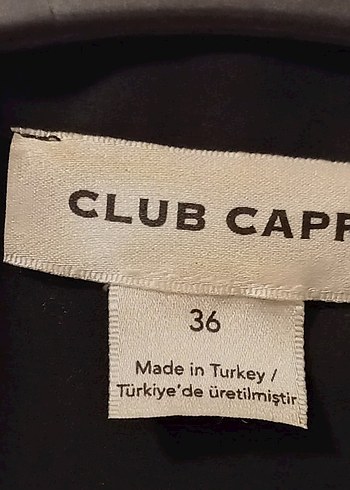 CLUB CAPP
36
Made in Turkey /
Türkiye'de üretilmiştir